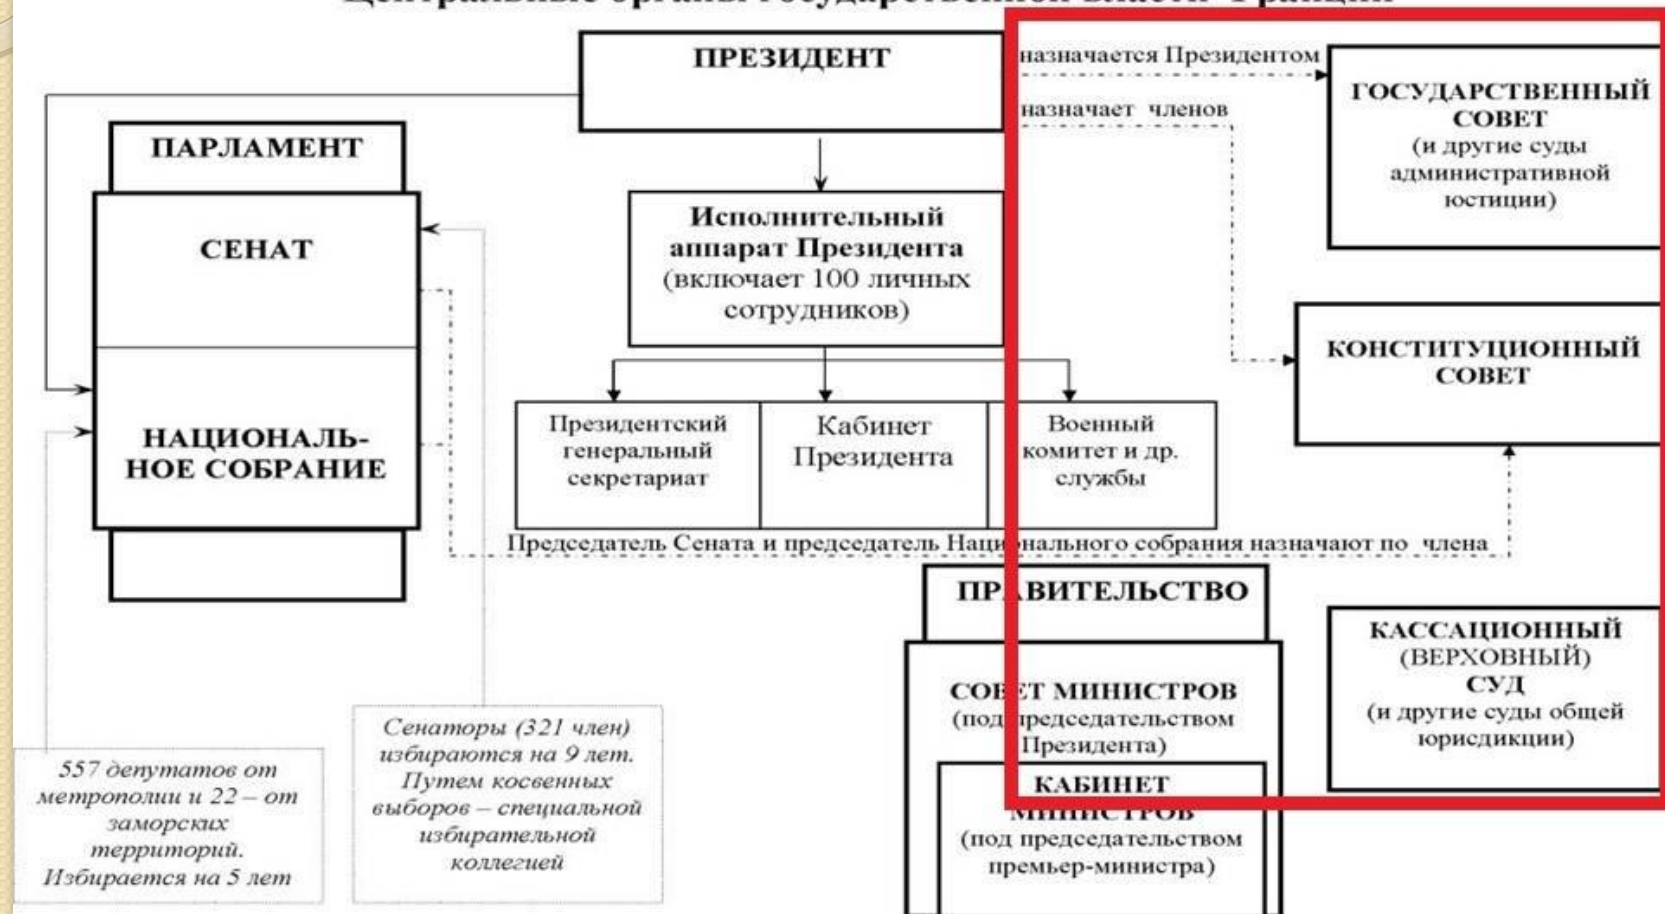 ПРЕЗИДЕНТ
назначается Президентом
назначает членов
ГОСУДАРСТВЕННЫЙ
СОВЕТ
(и другие суды
административной
юстиции)
ПАРЛАМЕНТ
СЕНАТ
НАЦИОНАЛЬ-
НОЕ СОБРАНИЕ
Исполнительный
аппарат Президента
(включает 100 личных
сотрудников)
КОНСТИТУЦИОННЫЙ
СОВЕТ
Президентский
генеральный
секретариат
Кабинет
Президента
Военный
комитет и др.
службы
Председатель Сената и председатель Национального собрания назначают по члена
ПРАВИТЕЛЬСТВО
СОВЕТ МИНИСТРОВ
(под председательством
Президента)
КАБИНЕТ
МИНИСТРОВ
(под председательством
премьер-министра)
КАССАЦИОННЫЙ
(ВЕРХОВНЫЙ)
СУД
(и другие суды общей
юрисдикции)
Сенаторы (321 член)
избираются на 9 лет.
Путем косвенных
выборов – специальной
избирательной
коллегией
557 депутатов от
метрополии и 22 – от
заморских
территорий.
Избирается на 5 лет